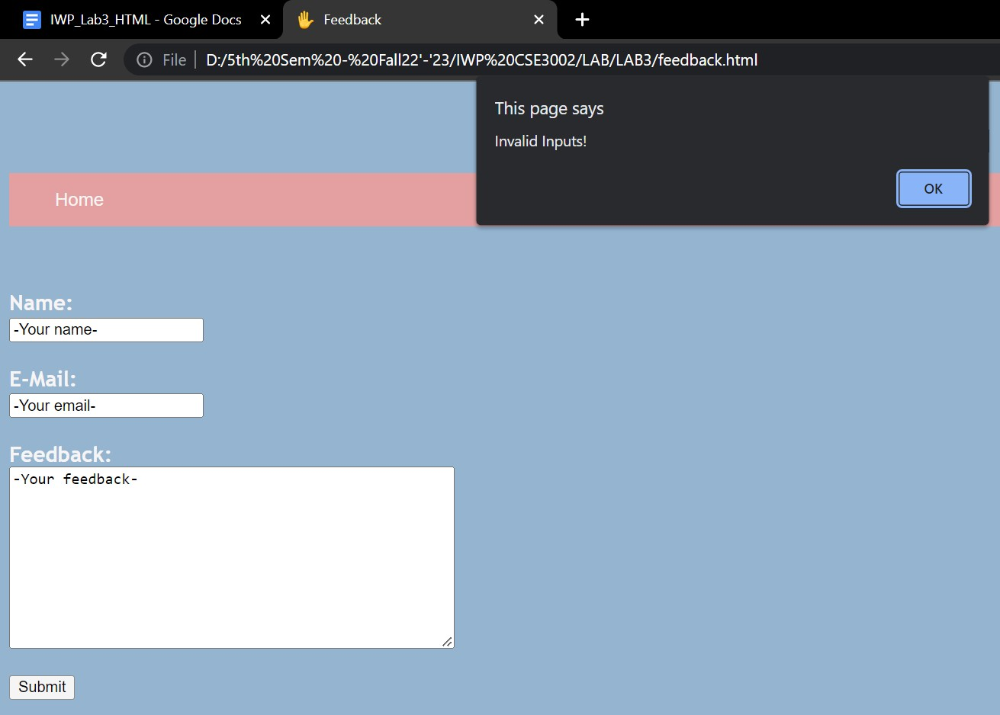 IWP_Lab3_HTML - Google Docs
Feedback
File
D:/5th%20Sem%20-%20Fall22'-'23/IWP%20CSE3002/LAB/LAB3/feedback.html
This page says
Invalid Inputs!
OK
Home
Name:
-Your name-
E-Mail:
-Your email-
Feedback:
-Your feedback-
Submit